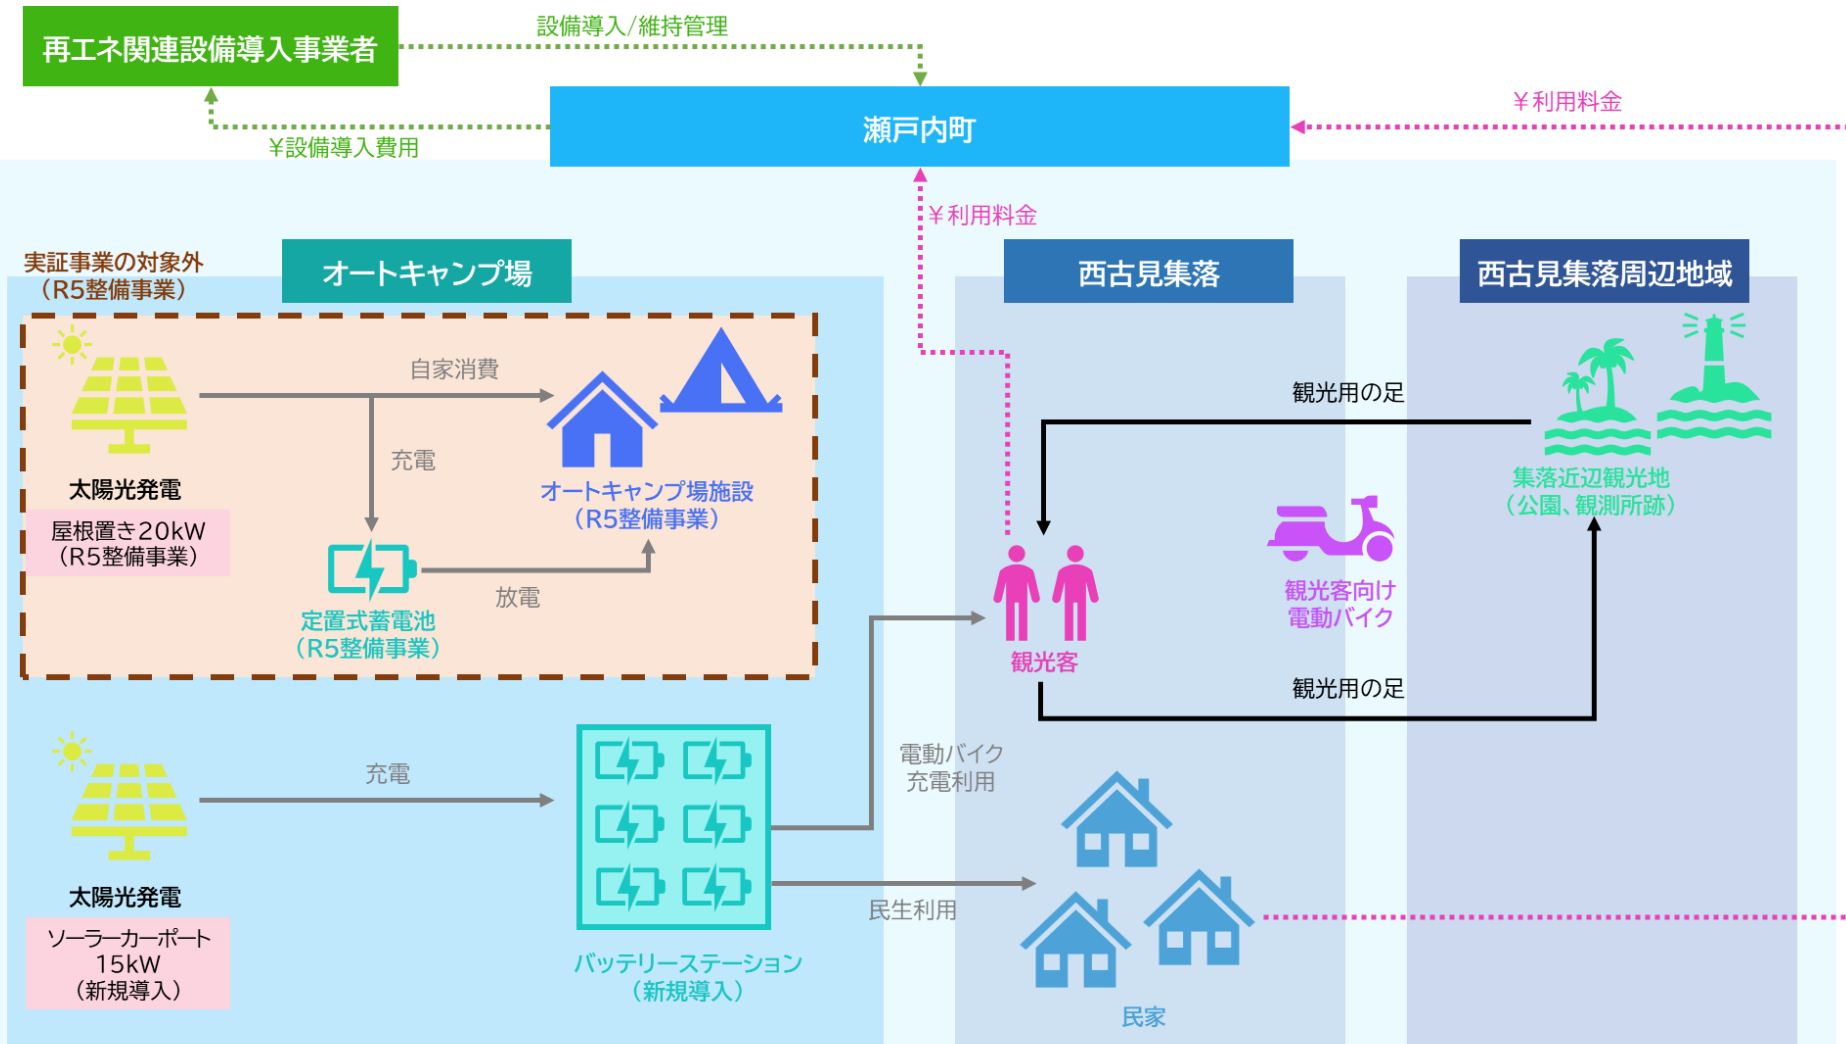 再エネ関連設備導入事業者
設備導入/維持管理
¥設備導入費用
瀬戸内町
¥利用料金
¥利用料金
実証事業の対象外
（R5整備事業）
オートキャンプ場
西古見集落
西古見集落周辺地域
自家消費
充電
太陽光発電
屋根置き20kW
（R5整備事業）
オートキャンプ場施設
（R5整備事業）
放電
定置式蓄電池
（R5整備事業）
観光用の足
集落近辺観光地
（公園、観測所跡）
観光客向け
電動バイク
観光客
観光用の足
充電
電動バイク
充電利用
太陽光発電
ソーラーカーポート
15kW
（新規導入）
民生利用
バッテリーステーション
（新規導入）
民家